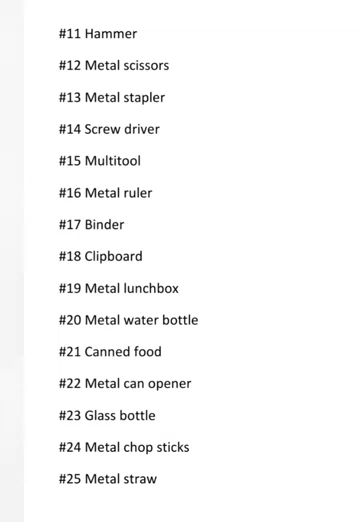 #11 Hammer
#12 Metal scissors
#13 Metal stapler
#14 Screw driver
#15 Multitool
#16 Metal ruler
#17 Binder
#18 Clipboard
#19 Metal lunchbox
#20 Metal water bottle
#21 Canned food
#22 Metal can opener
#23 Glass bottle
#24 Metal chop sticks
#25 Metal straw